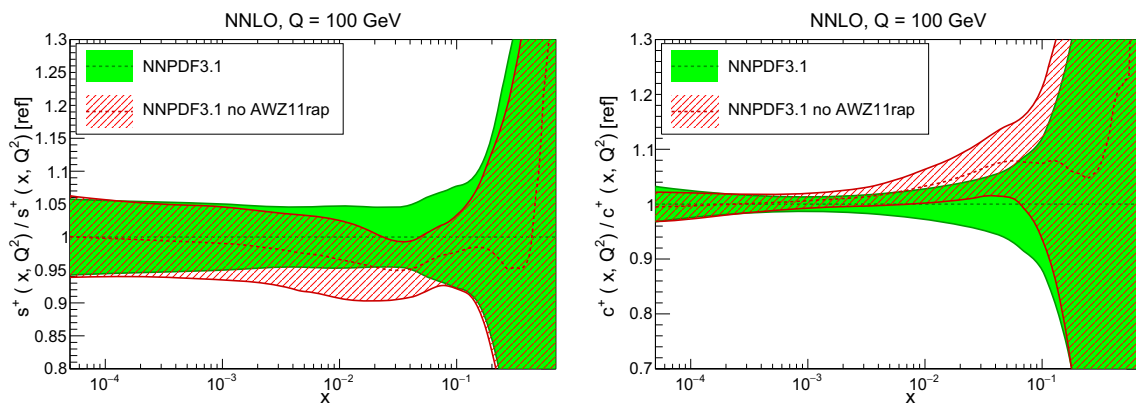 NNLO, Q = 100 GeV
s⁺ ( x, Q²) / s⁺ ( x, Q²) [ref]
1.3
1.25
1.2
1.15
1.1
1.05
1
0.95
0.9
0.85
0.8
NNPDF3.1
NNPDF3.1 no AWZ11rap
10⁻⁴
10⁻³
10⁻²
10⁻¹
x
NNLO, Q = 100 GeV
c⁺ ( x, Q²) / c⁺ ( x, Q²) [ref]
1.3
1.2
1.1
1
0.9
0.8
0.7
NNPDF3.1
NNPDF3.1 no AWZ11rap
10⁻⁴
10⁻³
10⁻²
10⁻¹
x